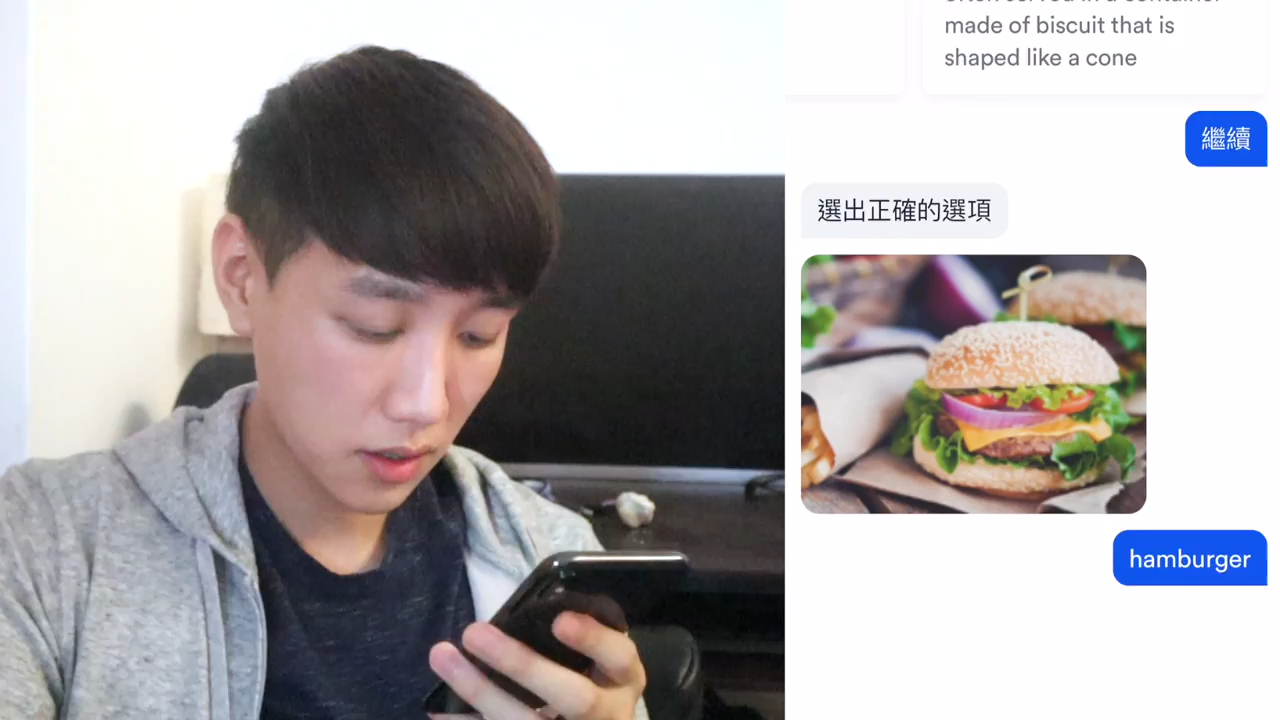 made of biscuit that is
shaped like a cone
繼續
選出正確的選項
hamburger